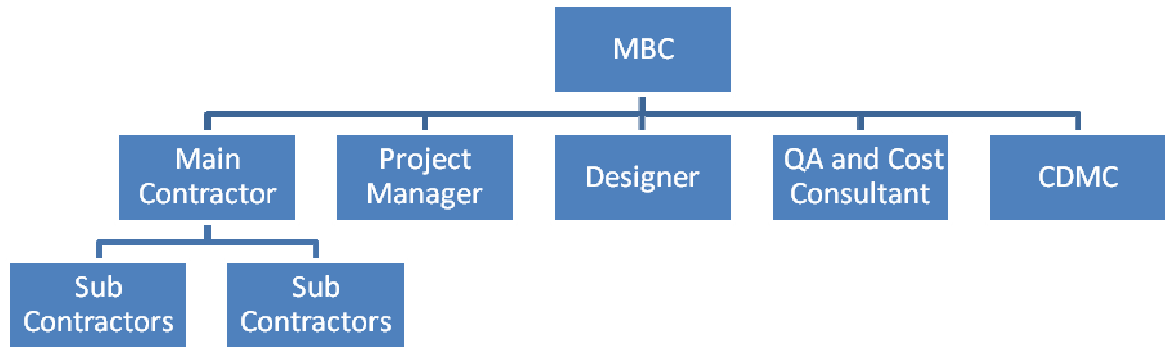 MBC
Main
Contractor
Project
Manager
Designer
QA and Cost
Consultant
CDMC
Sub
Contractors
Sub
Contractors